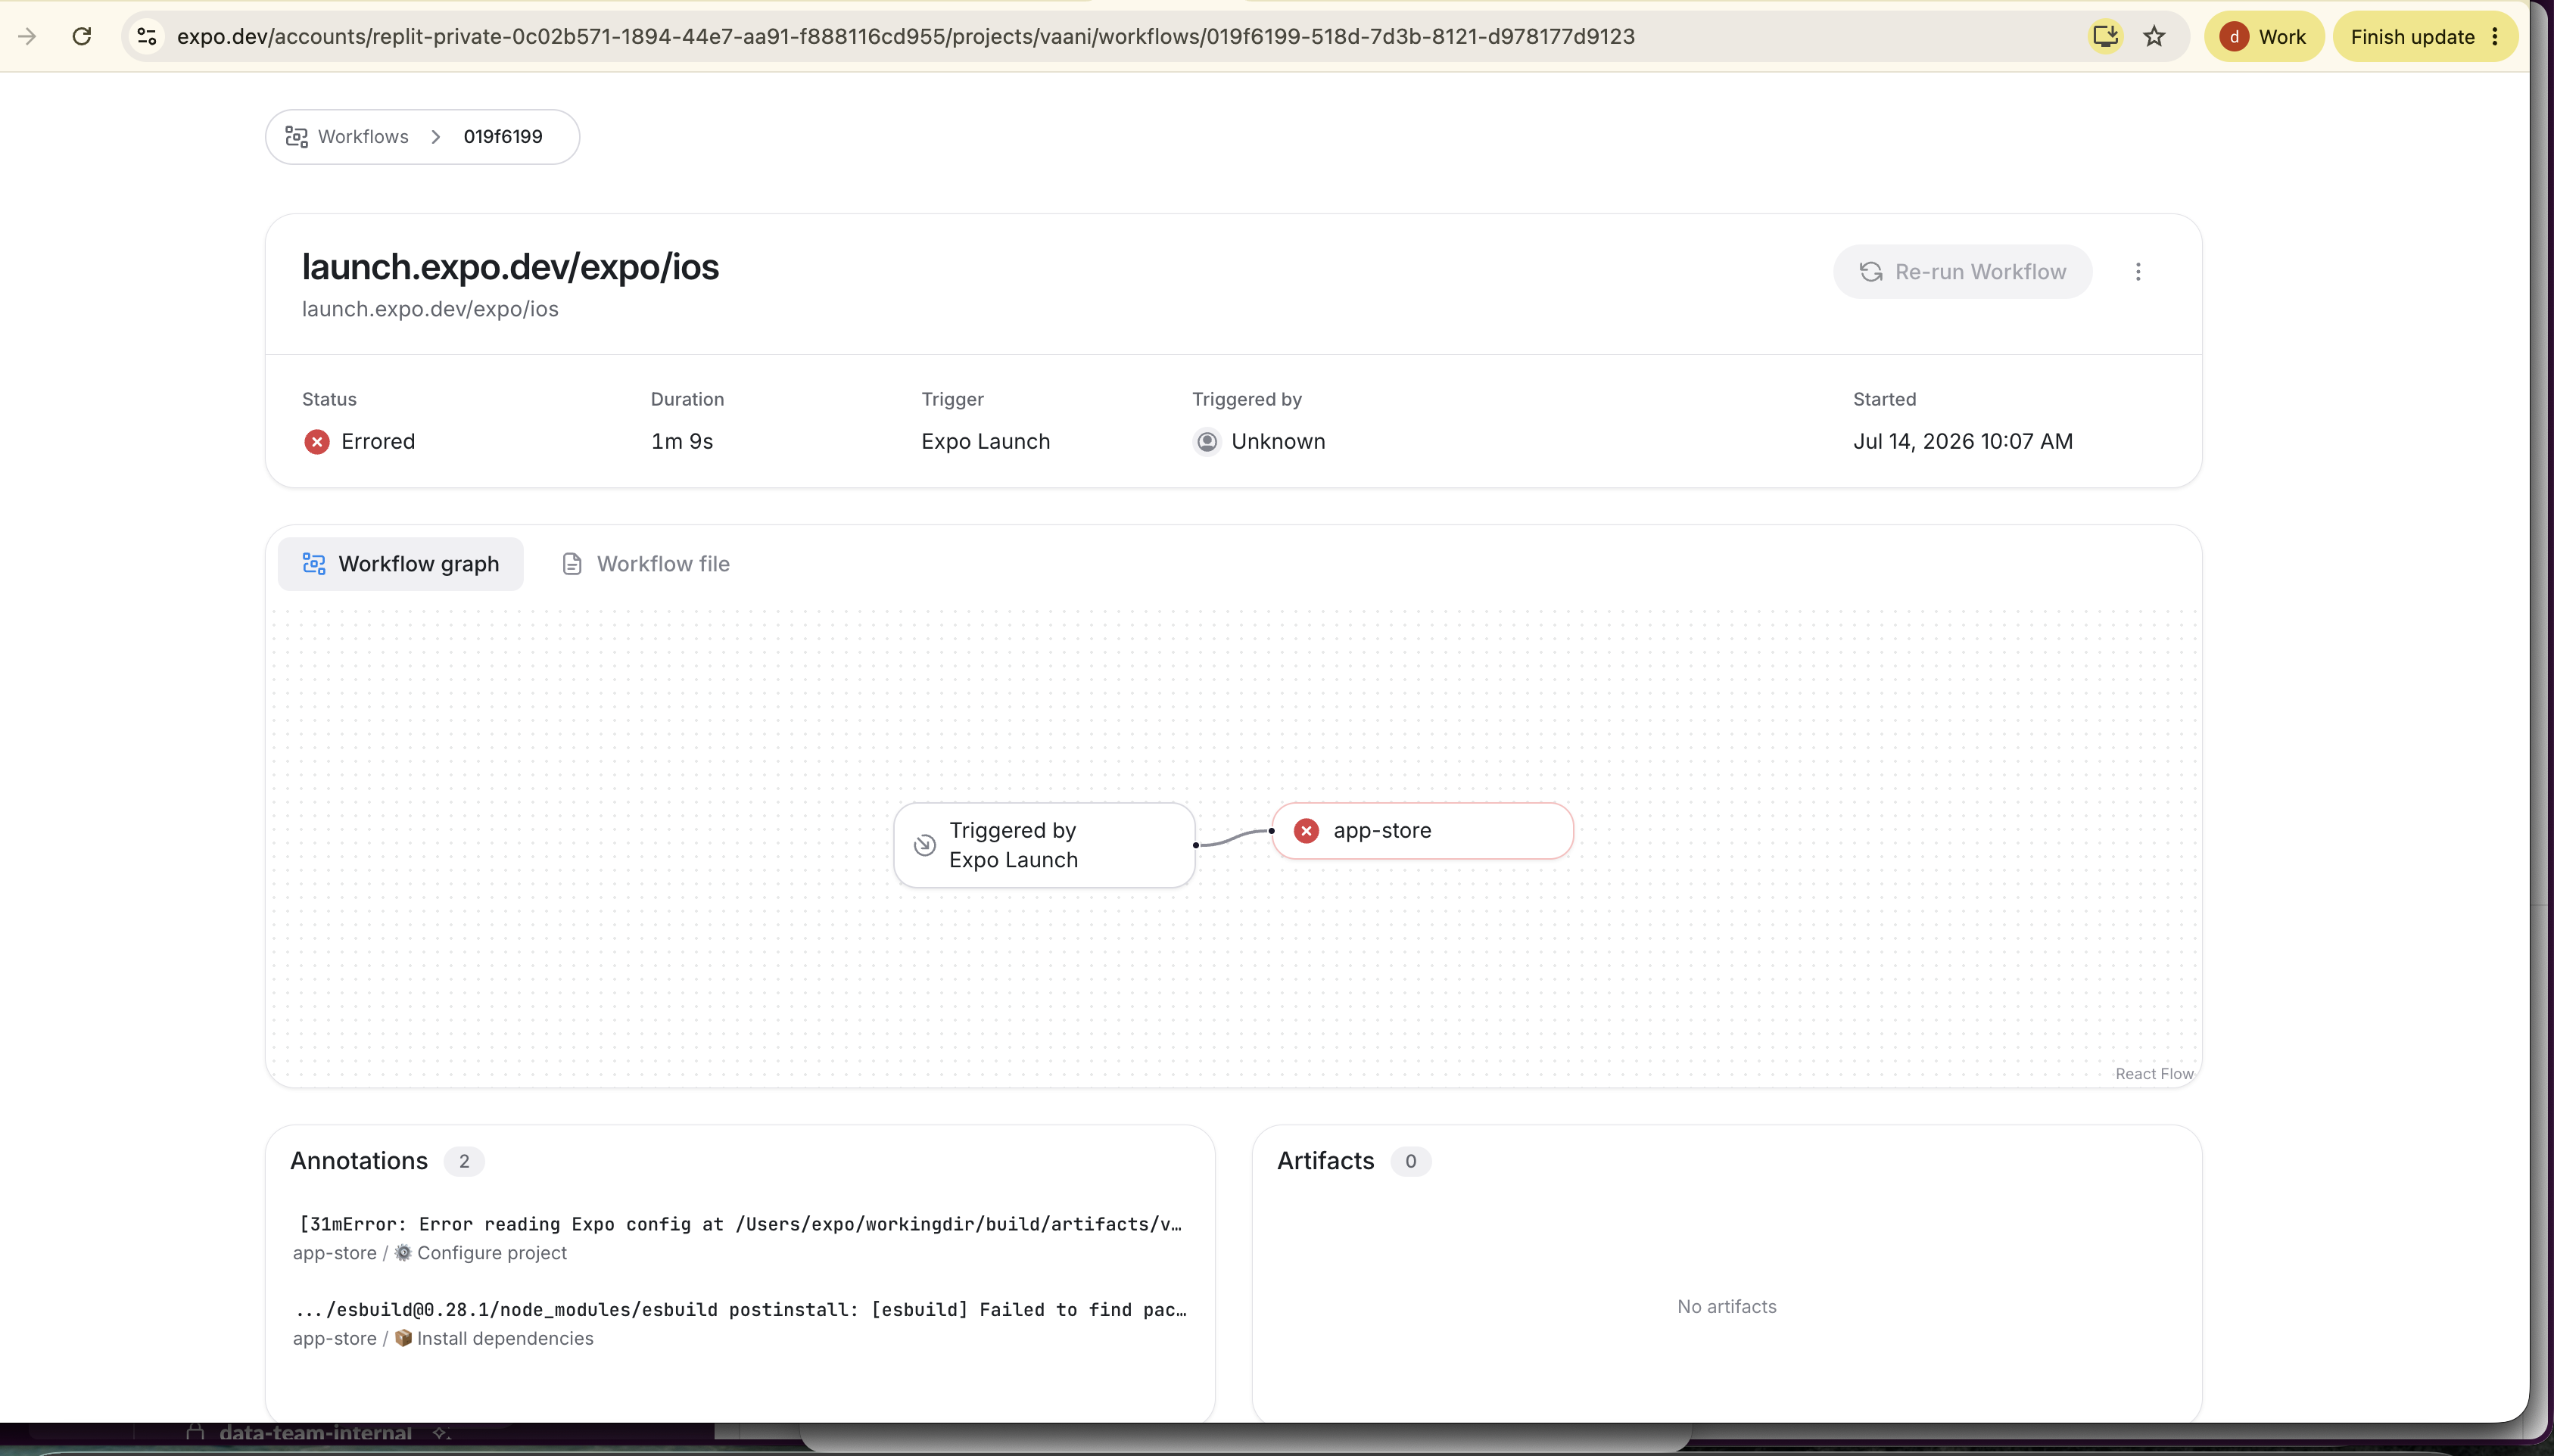 expo.dev/accounts/replit-private-0c02b571-1894-44e7-aa91-f888116cd955/projects/vaani/workflows/019f6199-518d-7d3b-8121-d978177d9123
d Work
Finish update
Workflows > 019f6199
launch.expo.dev/expo/ios
launch.expo.dev/expo/ios
Re-run Workflow
Status Duration Trigger Triggered by Started
Errored 1m 9s Expo Launch Unknown Jul 14, 2026 10:07 AM
Workflow graph Workflow file
Triggered by
Expo Launch
app-store
React Flow
Annotations 2
[31mError: Error reading Expo config at /Users/expo/workingdir/build/artifacts/v…
app-store / Configure project
.../esbuild@0.28.1/node_modules/esbuild postinstall: [esbuild] Failed to find pac…
app-store / Install dependencies
Artifacts 0
No artifacts
data-team-internal